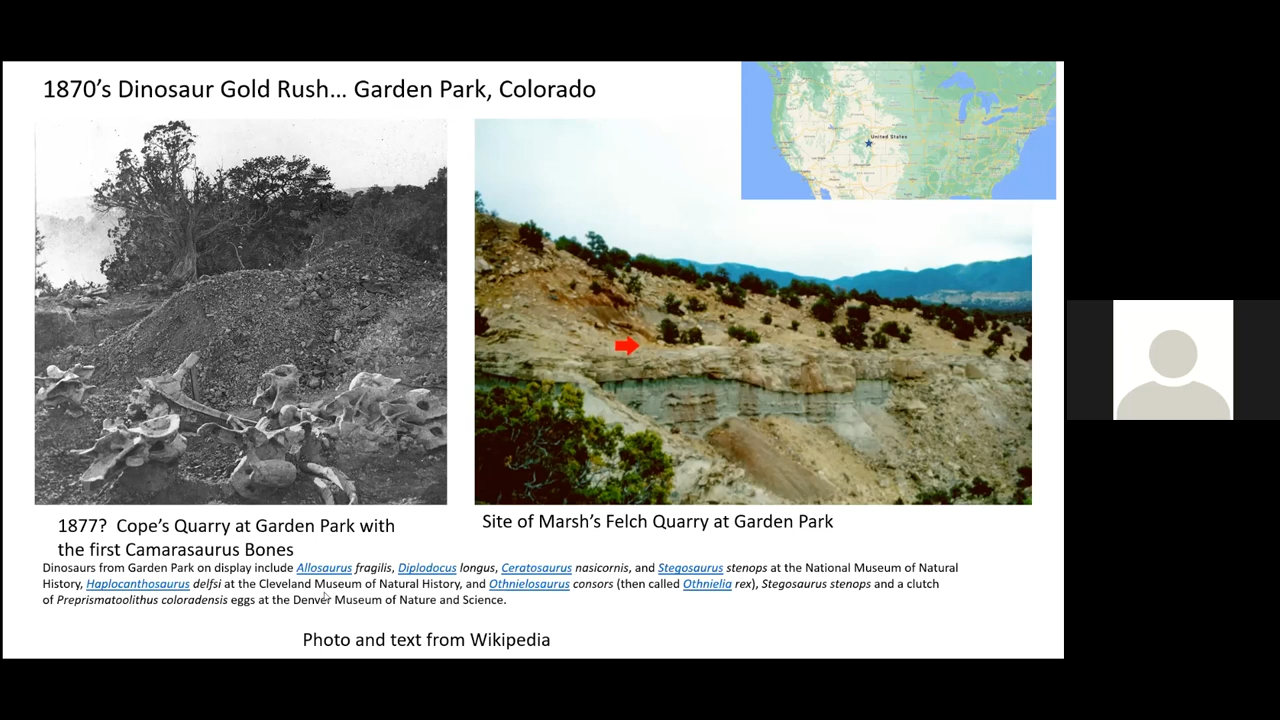 1870’s Dinosaur Gold Rush… Garden Park, Colorado
United States
1877?  Cope’s Quarry at Garden Park with
the first Camarasaurus Bones
Site of Marsh’s Felch Quarry at Garden Park
Dinosaurs from Garden Park on display include Allosaurus fragilis, Diplodocus longus, Ceratosaurus nasicornis, and Stegosaurus stenops at the National Museum of Natural
History, Haplocanthosaurus delfsi at the Cleveland Museum of Natural History, and Othnielosaurus consors (then called Othnielia rex), Stegosaurus stenops and a clutch
of Preprismatoolithus coloradensis eggs at the Denver Museum of Nature and Science.
Photo and text from Wikipedia